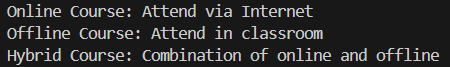 Online Course: Attend via Internet
Offline Course: Attend in classroom
Hybrid Course: Combination of online and offline